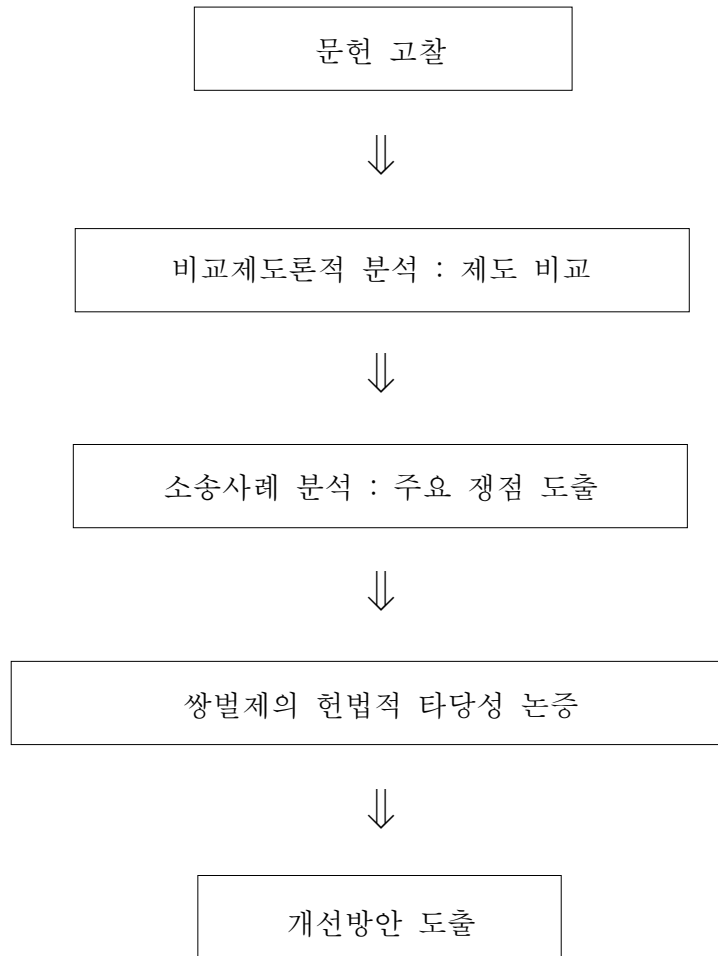 문헌 고찰
⇓
비교제도론적 분석 : 제도 비교
⇓
소송사례 분석 : 주요 쟁점 도출
⇓
쌍벌제의 헌법적 타당성 논증
⇓
개선방안 도출